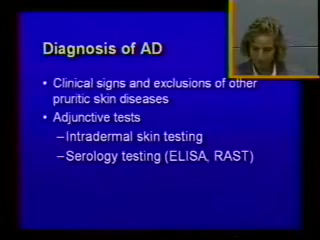 Diagnosis of AD
• Clinical signs and exclusions of other
pruritic skin diseases
• Adjunctive tests
–Intradermal skin testing
–Serology testing (ELISA, RAST)